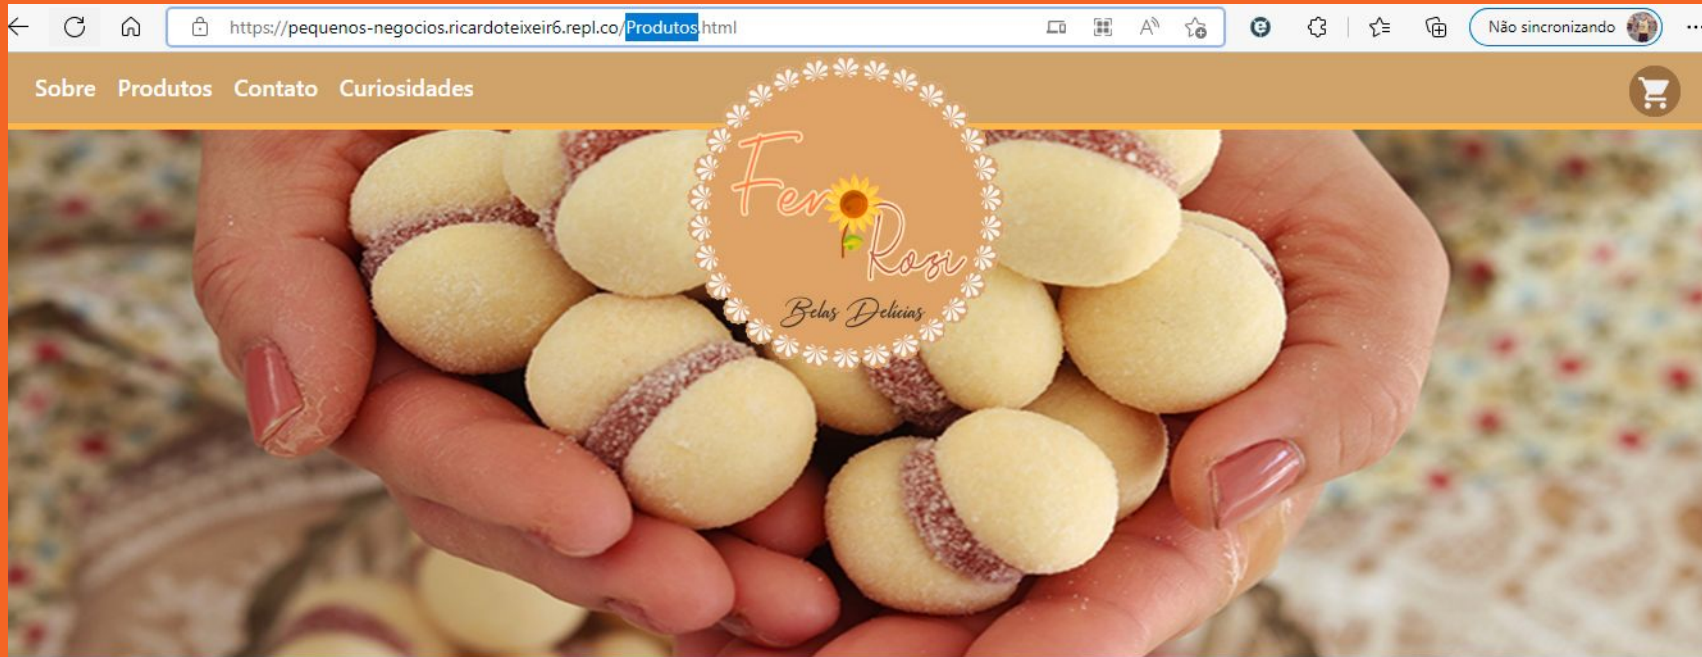 https://pequenos-negocios.ricardoteixeir6.repl.co/Produtos.html
Não sincronizando
Sobre Produtos Contato Curiosidades
Fer
Rosi
Belas Delícias